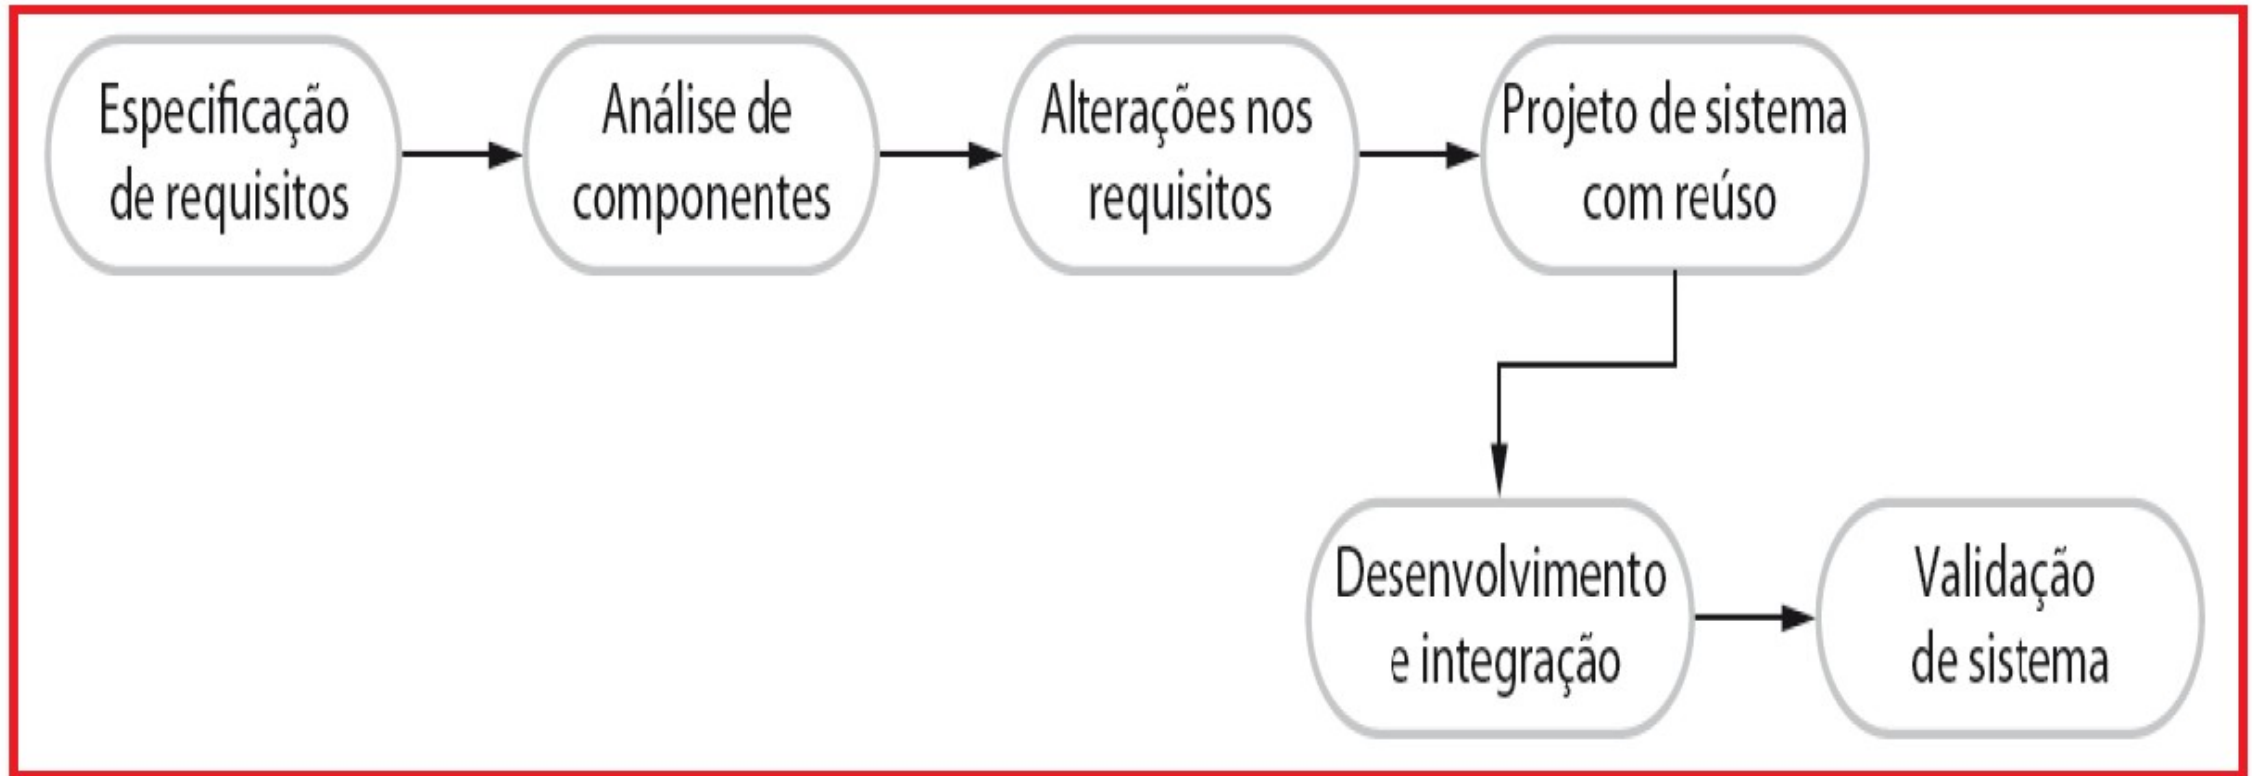 Especificação
de requisitos
Análise de
componentes
Alterações nos
requisitos
Projeto de sistema
com reúso
Desenvolvimento
e integração
Validação
de sistema